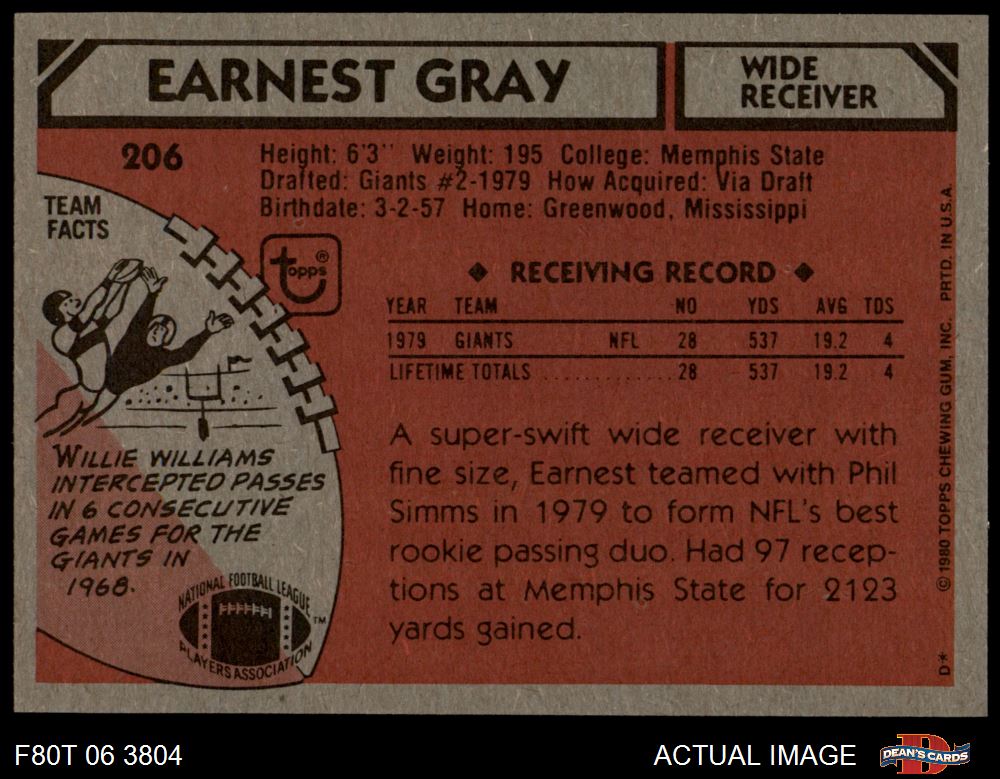 EARNEST GRAY
WIDE
RECEIVER
206
Height: 6'3" Weight: 195 College: Memphis State
Drafted: Giants #2-1979 How Acquired: Via Draft
Birthdate: 3-2-57 Home: Greenwood, Mississippi
TEAM
FACTS
topps®
◆ RECEIVING RECORD ◆
YEAR TEAM NO YDS AVG TDS
1979 GIANTS NFL 28 537 19.2 4
LIFETIME TOTALS .............28 537 19.2 4
A super-swift wide receiver with
fine size, Earnest teamed with Phil
Simms in 1979 to form NFL's best
rookie passing duo. Had 97 recep-
tions at Memphis State for 2123
yards gained.
WILLIE WILLIAMS
INTERCEPTED PASSES
IN 6 CONSECUTIVE
GAMES FOR THE
GIANTS IN
1968.
NATIONAL FOOTBALL LEAGUE
PLAYERS ASSOCIATION
TM
D*
© 1980 TOPPS CHEWING GUM, INC. PRTD. IN U.S.A.
F80T 06 3804
ACTUAL IMAGE
DEAN'S CARDS